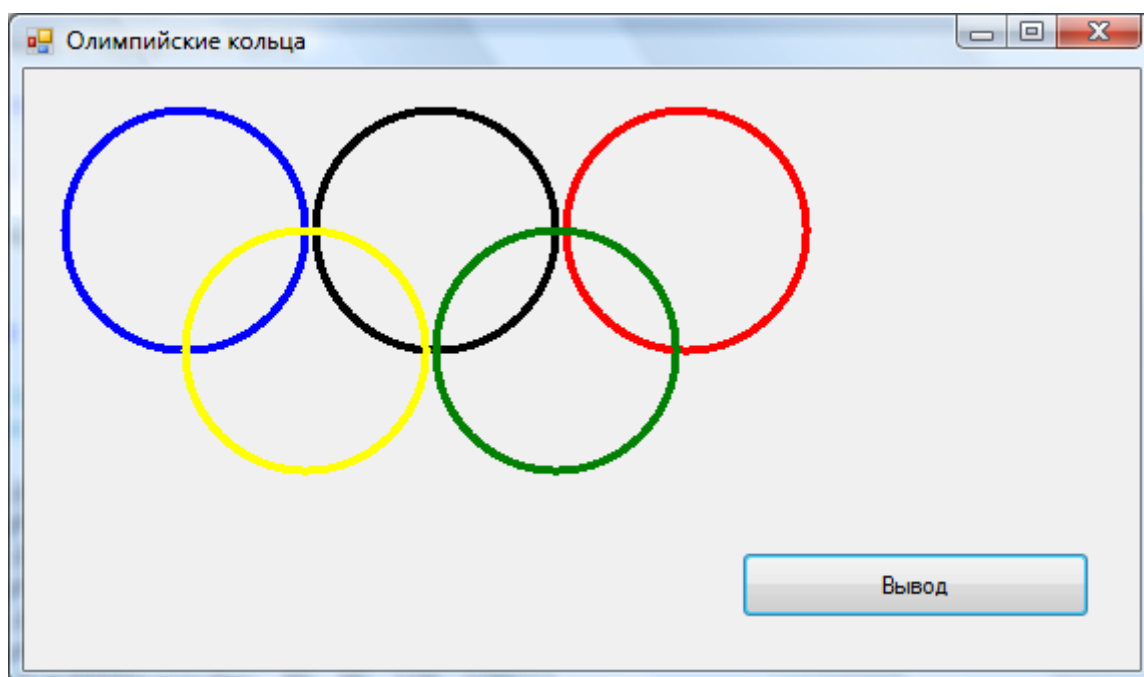 Олимпийские кольца
Вывод